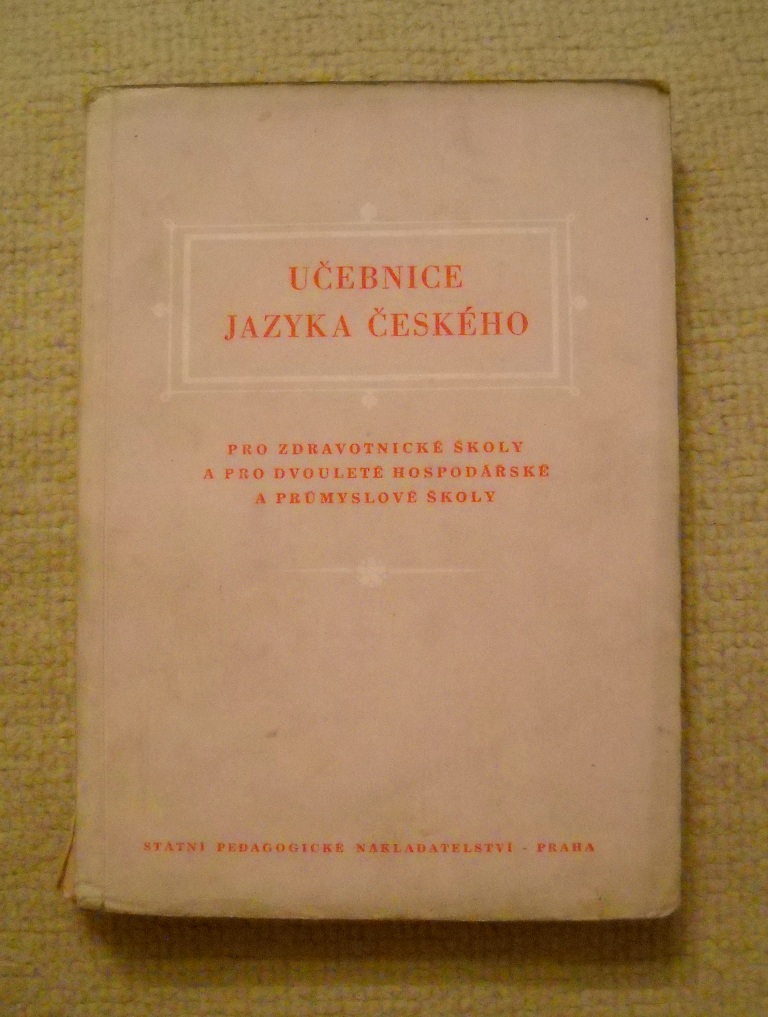 UČEBNICE
JAZYKA ČESKÉHO
PRO ZDRAVOTNICKÉ ŠKOLY
A PRO DVOULETÉ HOSPODÁŘSKÉ
A PRŮMYSLOVÉ ŠKOLY
STÁTNÍ PEDAGOGICKÉ NAKLADATELSTVÍ - PRAHA